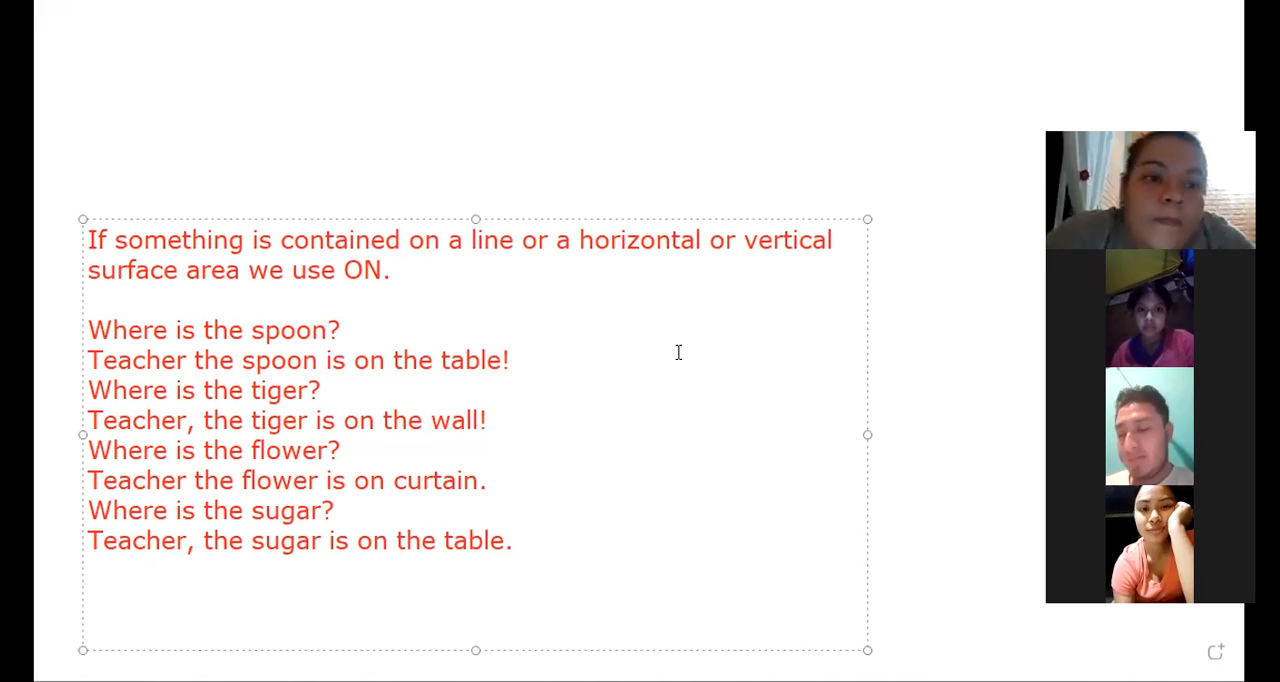 If something is contained on a line or a horizontal or vertical
surface area we use ON.
Where is the spoon?
Teacher the spoon is on the table!
Where is the tiger?
Teacher, the tiger is on the wall!
Where is the flower?
Teacher the flower is on curtain.
Where is the sugar?
Teacher, the sugar is on the table.